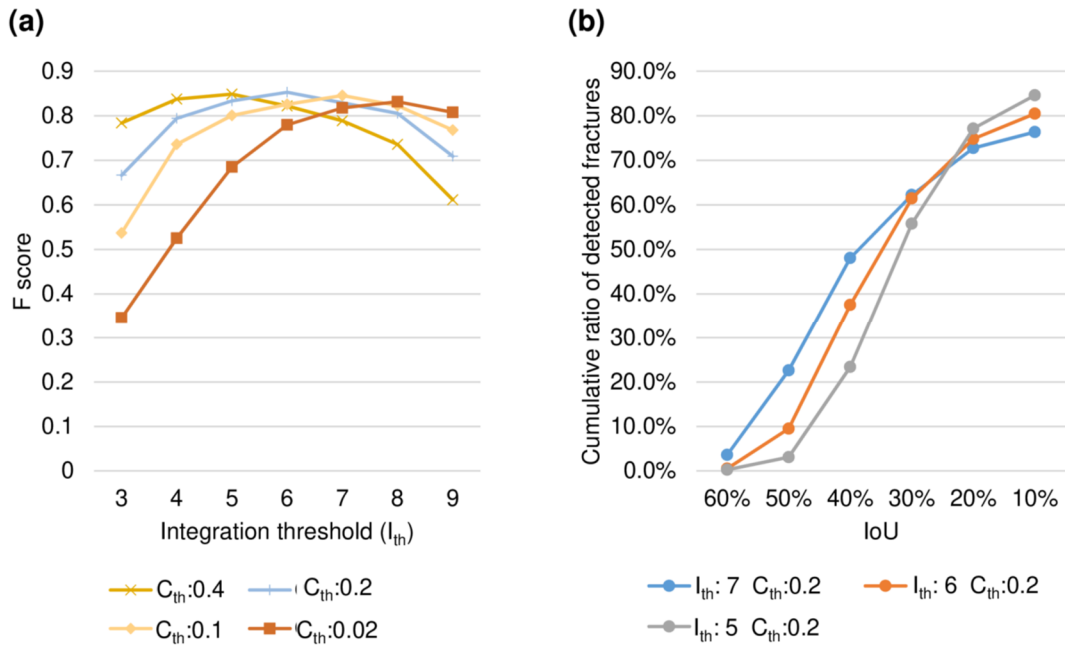 (a)
0.9
0.8
0.7
0.6
0.5
0.4
0.3
0.2
0.1
0
F score
3 4 5 6 7 8 9
Integration threshold (Ith)
Cth:0.4 Cth:0.2
Cth:0.1 Cth:0.02
(b)
90.0%
80.0%
70.0%
60.0%
50.0%
40.0%
30.0%
20.0%
10.0%
0.0%
Cumulative ratio of detected fractures
60% 50% 40% 30% 20% 10%
IoU
Ith: 7 Cth:0.2 Ith: 6 Cth:0.2
Ith: 5 Cth:0.2